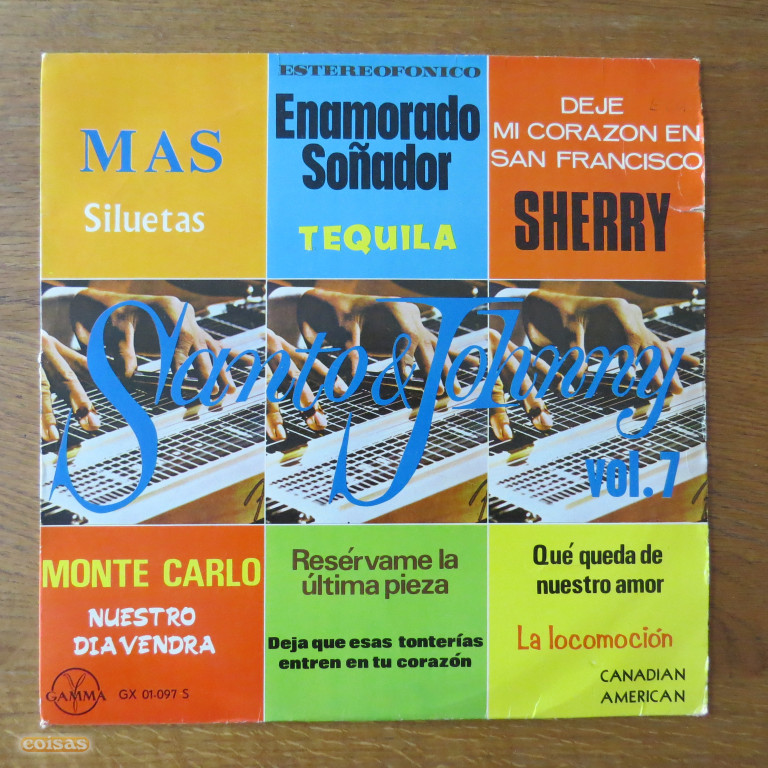 MAS
Siluetas
ESTEREOFONICO
Enamorado
Soñador
TEQUILA
DEJE
MI CORAZON EN
SAN FRANCISCO
SHERRY
Santo & Johnny
vol.7
MONTE CARLO
NUESTRO
DIA VENDRA
GAMMA GX 01-097 S
Resérvame la
última pieza
Deja que esas tonterías
entren en tu corazón
Qué queda de
nuestro amor
La locomoción
CANADIAN
AMERICAN
coisas